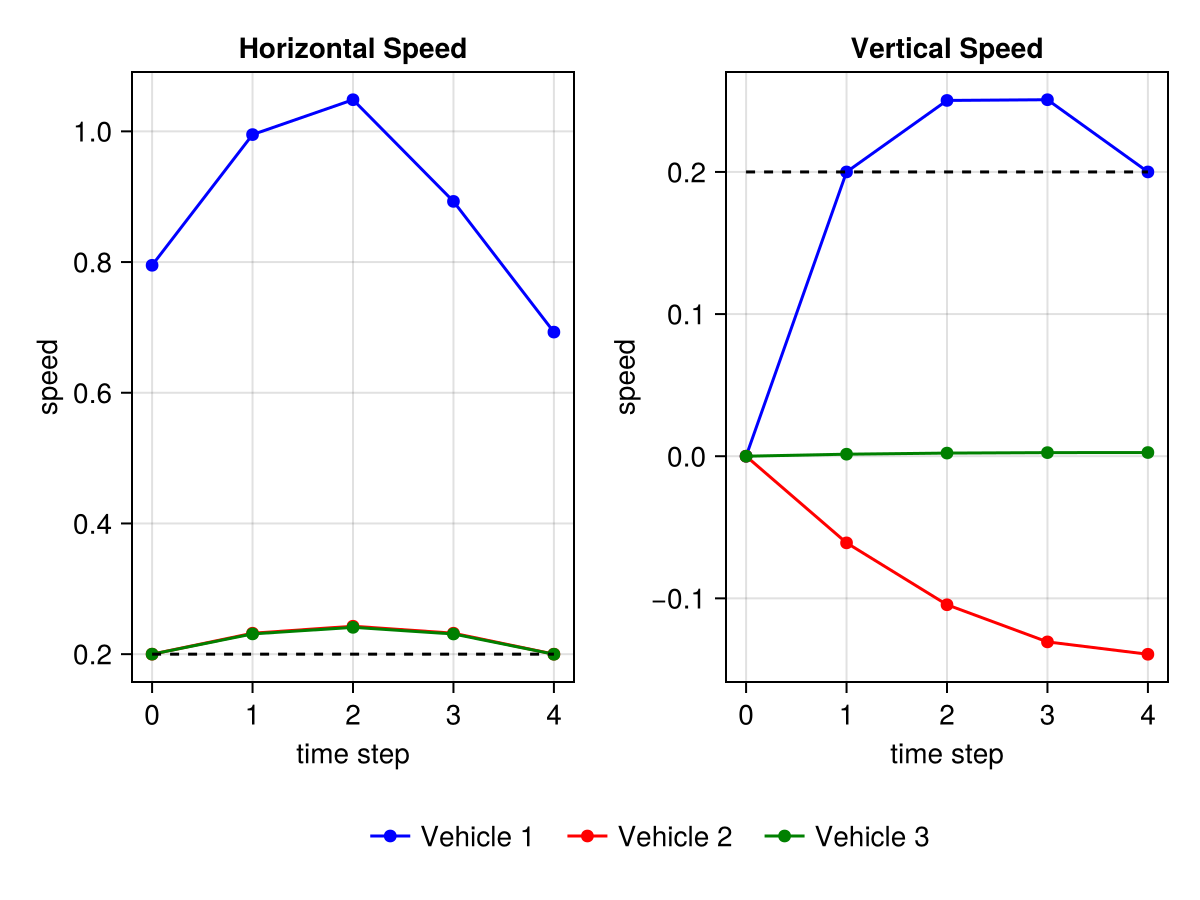 Horizontal Speed
1.0
0.8
0.6
0.4
0.2
speed
0 1 2 3 4
time step
Vertical Speed
0.2
0.1
0.0
−0.1
speed
0 1 2 3 4
time step
Vehicle 1 Vehicle 2 Vehicle 3